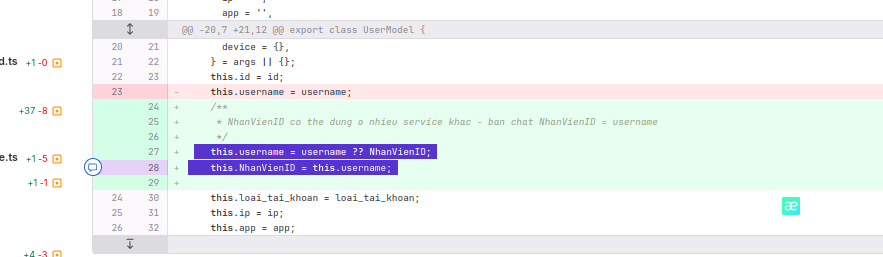 18 19 app = '',
@@ -20,7 +21,12 @@ export class UserModel {
20 21 device = {},
d.ts +1 -0
21 22 } = args || {};
22 23 this.id = id;
23 - this.username = username;
24 + /**
+37 -8
25 + * NhanVienID co the dung o nhieu service khac - ban chat NhanVienID = username
26 + */
27 + this.username = username ?? NhanVienID;
e.ts +1 -5
28 + this.NhanVienID = this.username;
+1 -1
29 +
24 30 this.loai_tai_khoan = loai_tai_khoan;
25 31 this.ip = ip;
æ
26 32 this.app = app;
+4 -3